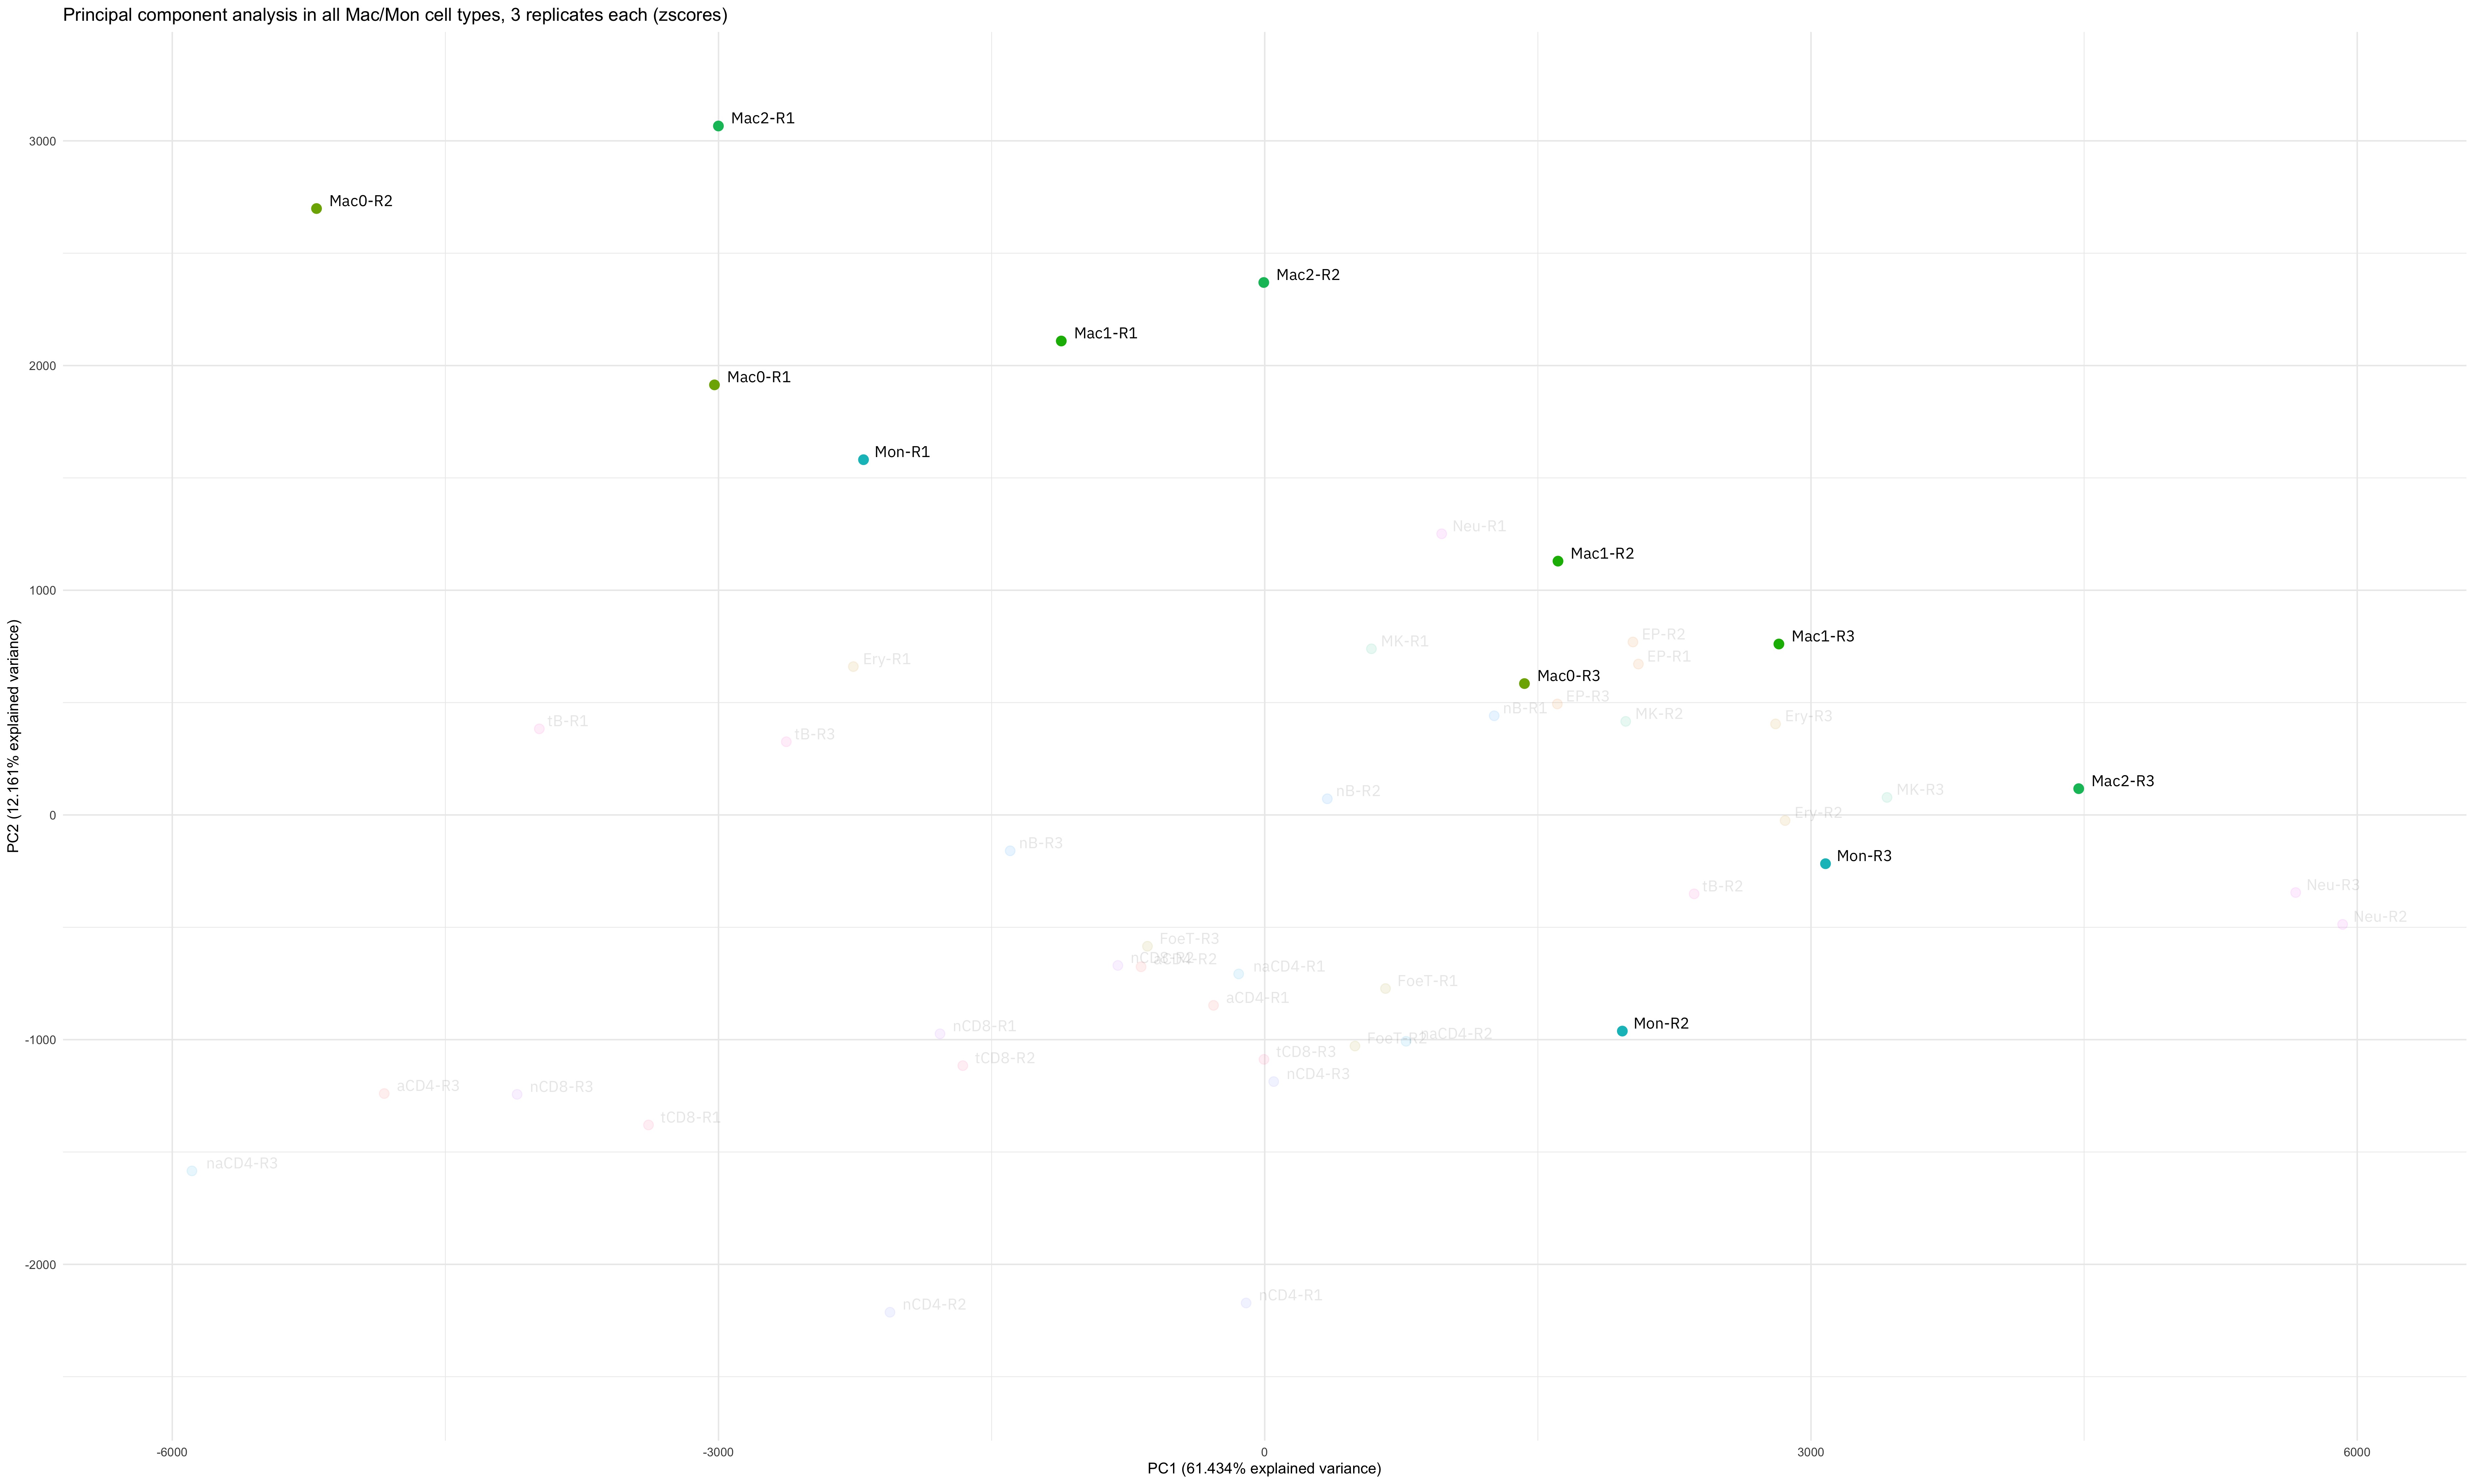 Principal component analysis in all Mac/Mon cell types, 3 replicates each (zscores)
Mac2-R1
3000
Mac0-R2
Mac2-R2
Mac1-R1
2000
Mac0-R1
Mon-R1
Neu-R1
Mac1-R2
1000
EP-R2
Mac1-R3
MK-R1
EP-R1
Ery-R1
Mac0-R3
EP-R3
nB-R1
MK-R2
Ery-R3
tB-R1
tB-R3
Mac2-R3
nB-R2
MK-R3
0
Ery-R2
nB-R3
Mon-R3
tB-R2
Neu-R3
Neu-R2
FoeT-R3
nCD8-R2
aCD4-R2
naCD4-R1
FoeT-R1
aCD4-R1
nCD8-R1
Mon-R2
-1000
FoeT-R2
naCD4-R2
tCD8-R2
tCD8-R3
nCD4-R3
aCD4-R3
nCD8-R3
tCD8-R1
naCD4-R3
-2000
nCD4-R2
nCD4-R1
PC2 (12.161% explained variance)
-6000
-3000
0
3000
6000
PC1 (61.434% explained variance)